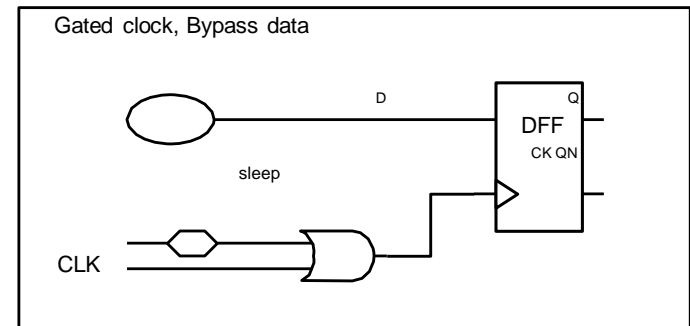 Gated clock, Bypass data
D
Q
DFF
CK QN
sleep
CLK